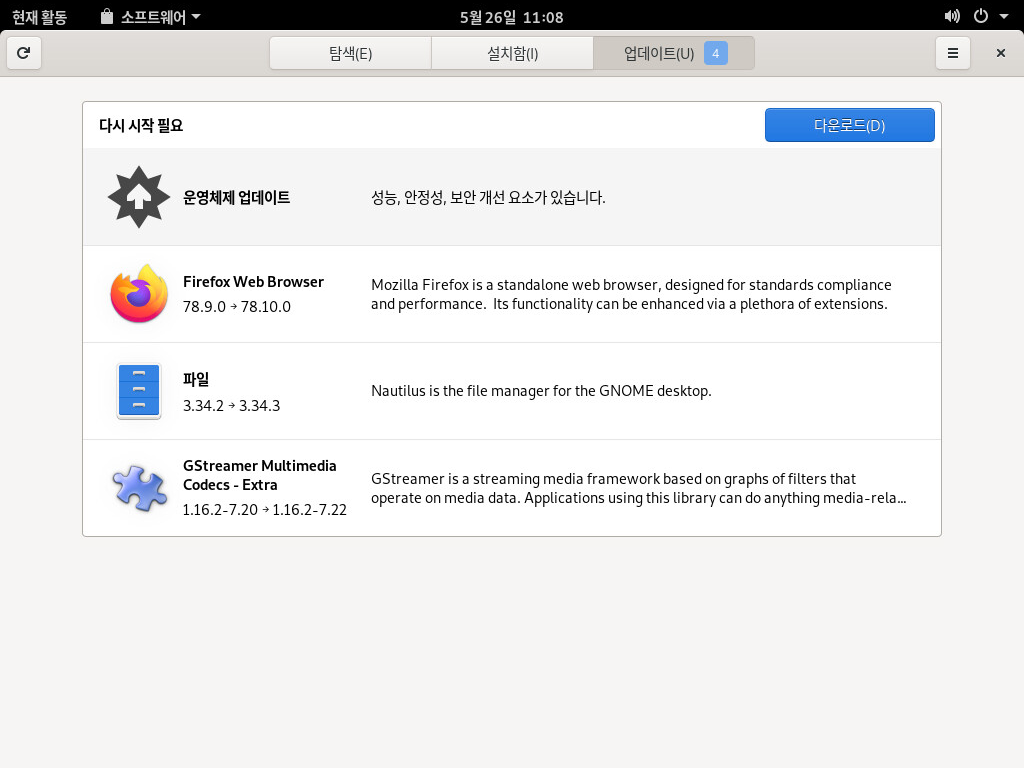 현재 활동
소프트웨어
5월 26일 11:08
탐색(E)
설치함(I)
업데이트(U) 4
다시 시작 필요
다운로드(D)
운영체제 업데이트
성능, 안정성, 보안 개선 요소가 있습니다.
Firefox Web Browser
78.9.0 → 78.10.0
Mozilla Firefox is a standalone web browser, designed for standards compliance
and performance. Its functionality can be enhanced via a plethora of extensions.
파일
3.34.2 → 3.34.3
Nautilus is the file manager for the GNOME desktop.
GStreamer Multimedia
Codecs - Extra
1.16.2-7.20 → 1.16.2-7.22
GStreamer is a streaming media framework based on graphs of filters that
operate on media data. Applications using this library can do anything media-rela...